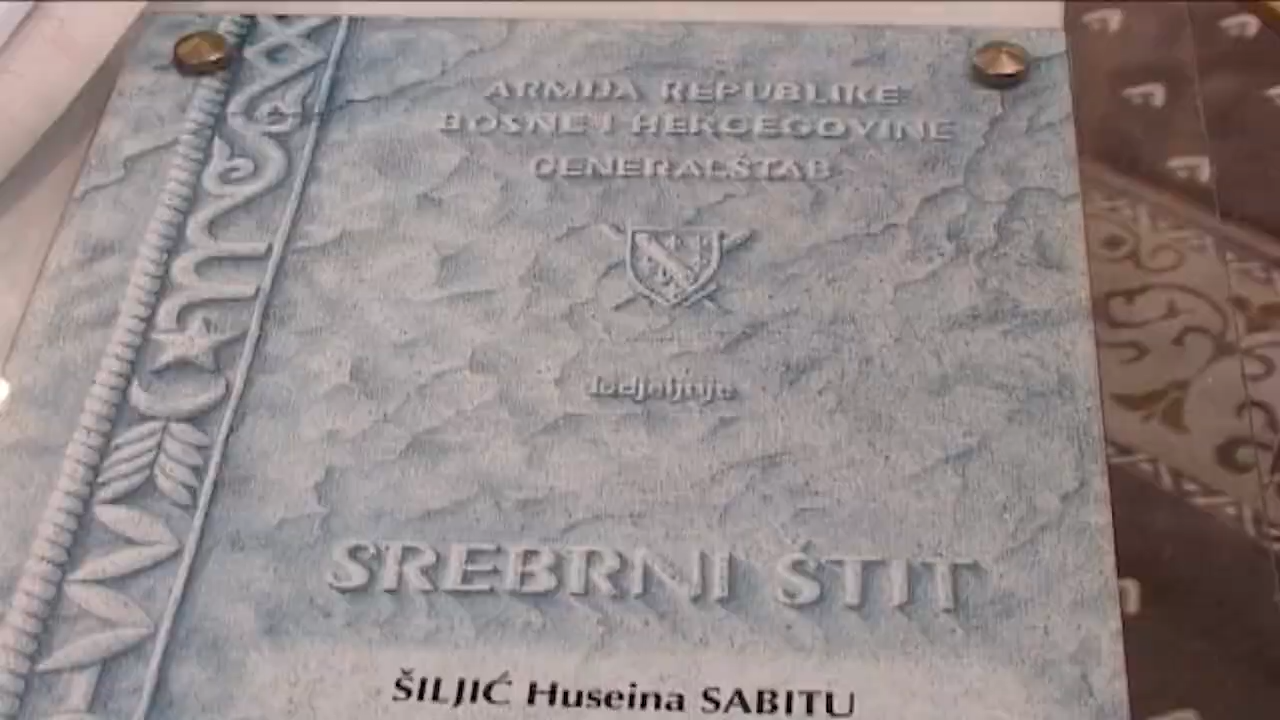 ARMIJA REPUBLIKE
BOSNE I HERCEGOVINE
GENERALŠTAB
dodjeljuje
SREBRNI ŠTIT
ŠILJIĆ Huseina SABITU